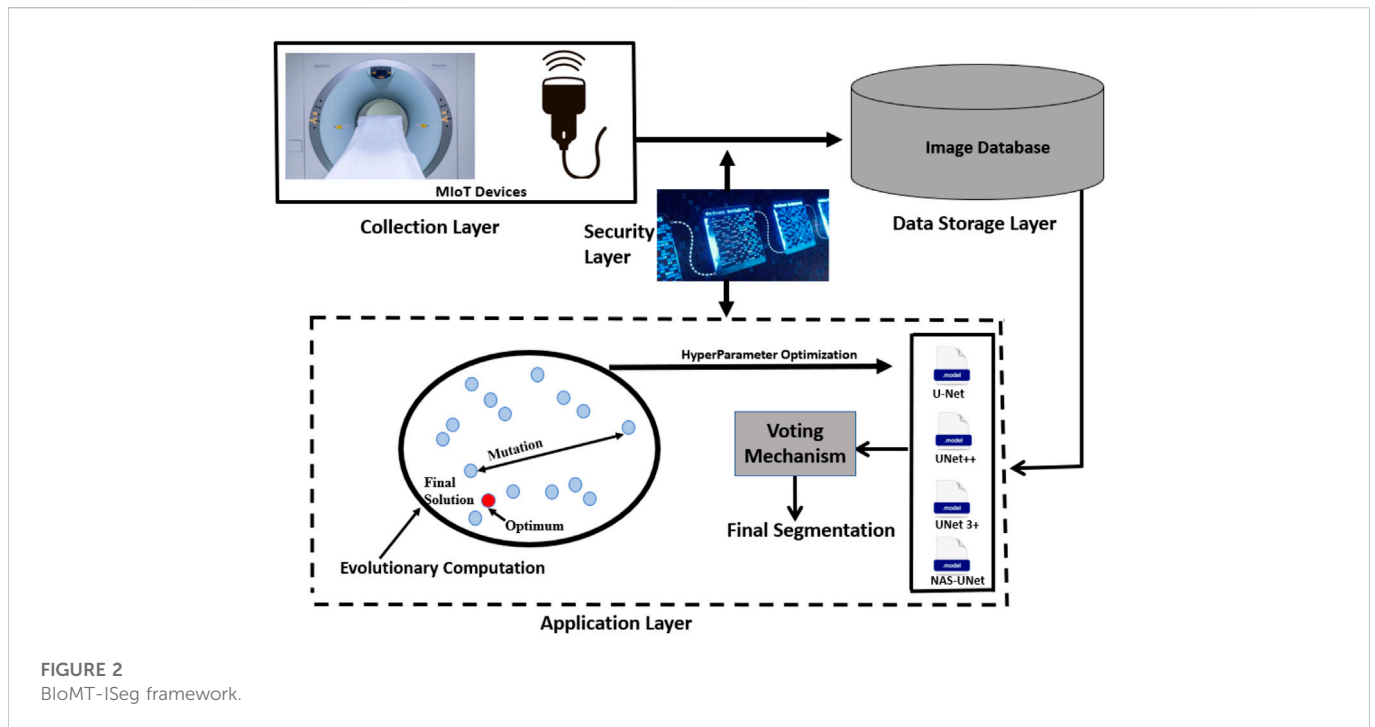 MIoT Devices
Collection Layer
Image Database
Data Storage Layer
Security
Layer
HyperParameter Optimization
.model
U-Net
.model
UNet++
.model
UNet 3+
.model
NAS-UNet
Voting
Mechanism
Final Segmentation
Mutation
Final
Solution
Optimum
Evolutionary Computation
Application Layer
FIGURE 2
BIoMT-ISeg framework.